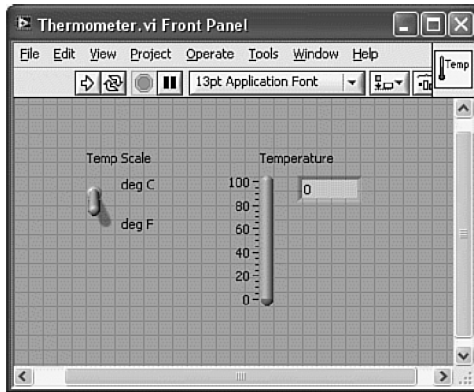 Thermometer.vi Front Panel
File Edit View Project Operate Tools Window Help
Temp
13pt Application Font
Temp Scale
deg C
deg F
Temperature
100
80
60
40
20
0
0